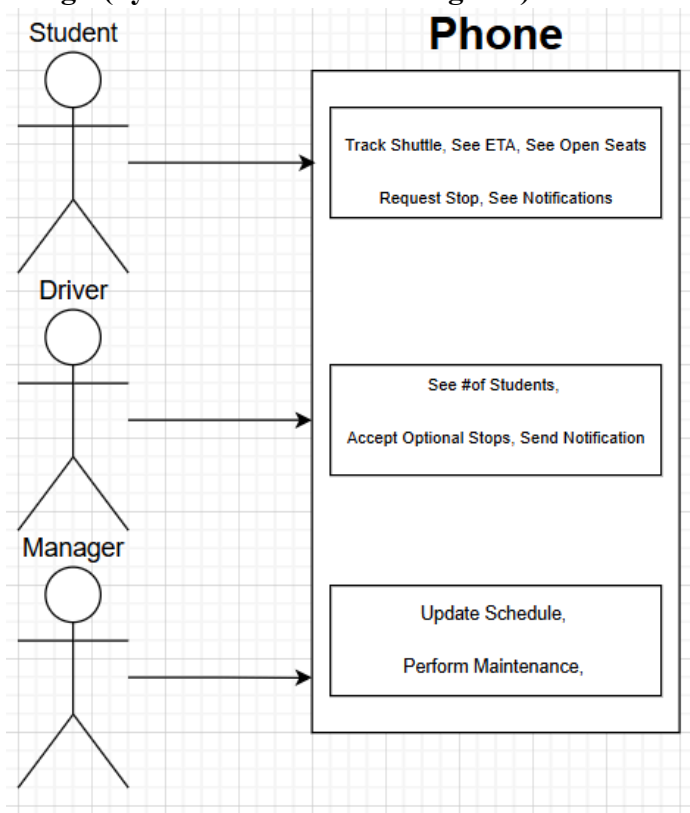 Student
Phone
Track Shuttle, See ETA, See Open Seats
Request Stop, See Notifications
Driver
See #of Students,
Accept Optional Stops, Send Notification
Manager
Update Schedule,
Perform Maintenance,